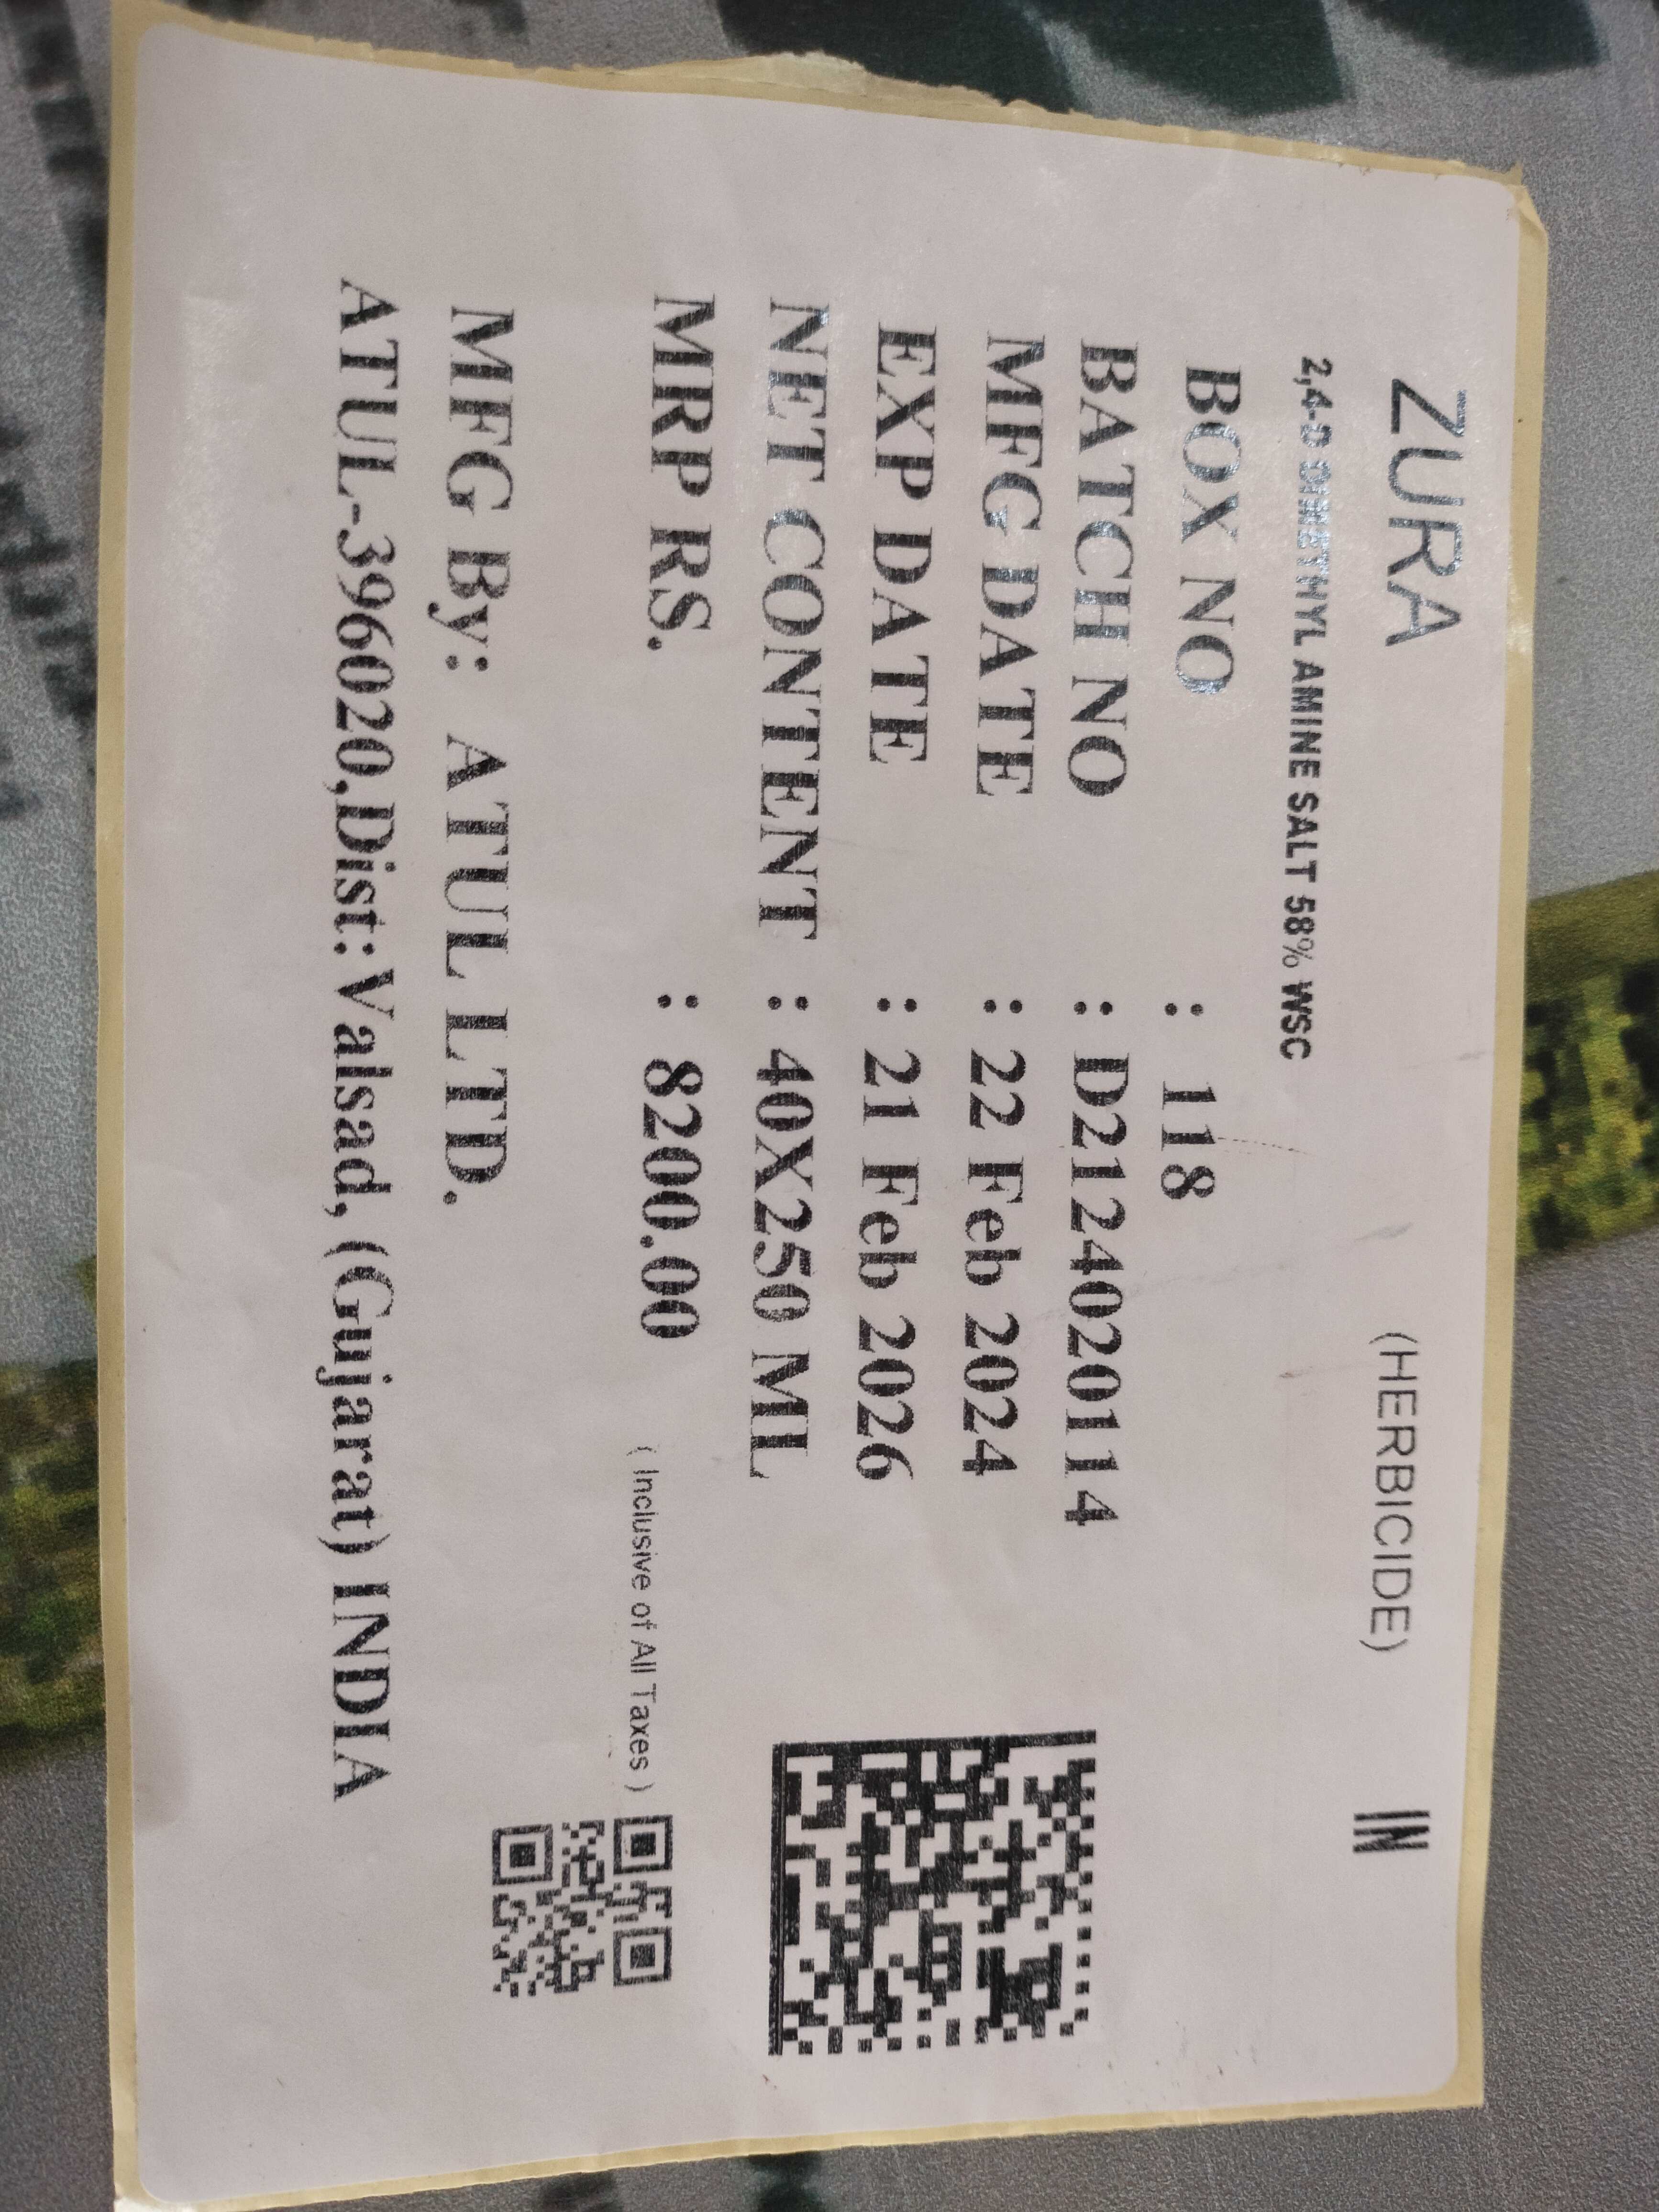 ZURA (HERBICIDE) IN
2,4-D DIMETHYL AMINE SALT 58% WSC
BOX NO : 118
BATCH NO : D2124020114
MFG DATE : 22 Feb 2024
EXP DATE : 21 Feb 2026
NET CONTENT : 40X250 ML
MRP RS. : 8200.00 ( Inclusive of All Taxes )
MFG By: ATUL LTD.
ATUL-396020,Dist:Valsad, (Gujarat) INDIA